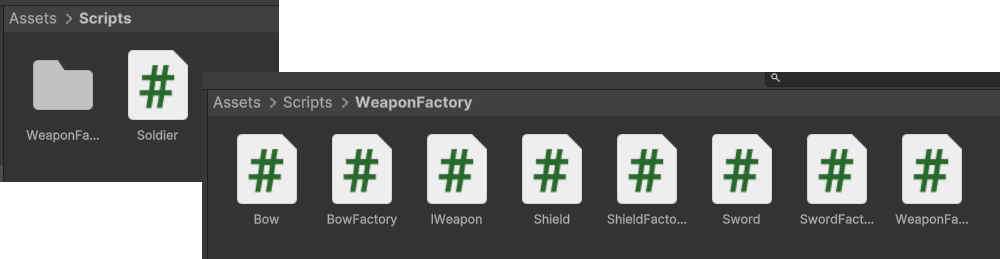 Assets > Scripts
WeaponFa...
Soldier
Assets > Scripts > WeaponFactory
Bow
BowFactory
IWeapon
Shield
ShieldFacto...
Sword
SwordFact...
WeaponFa...